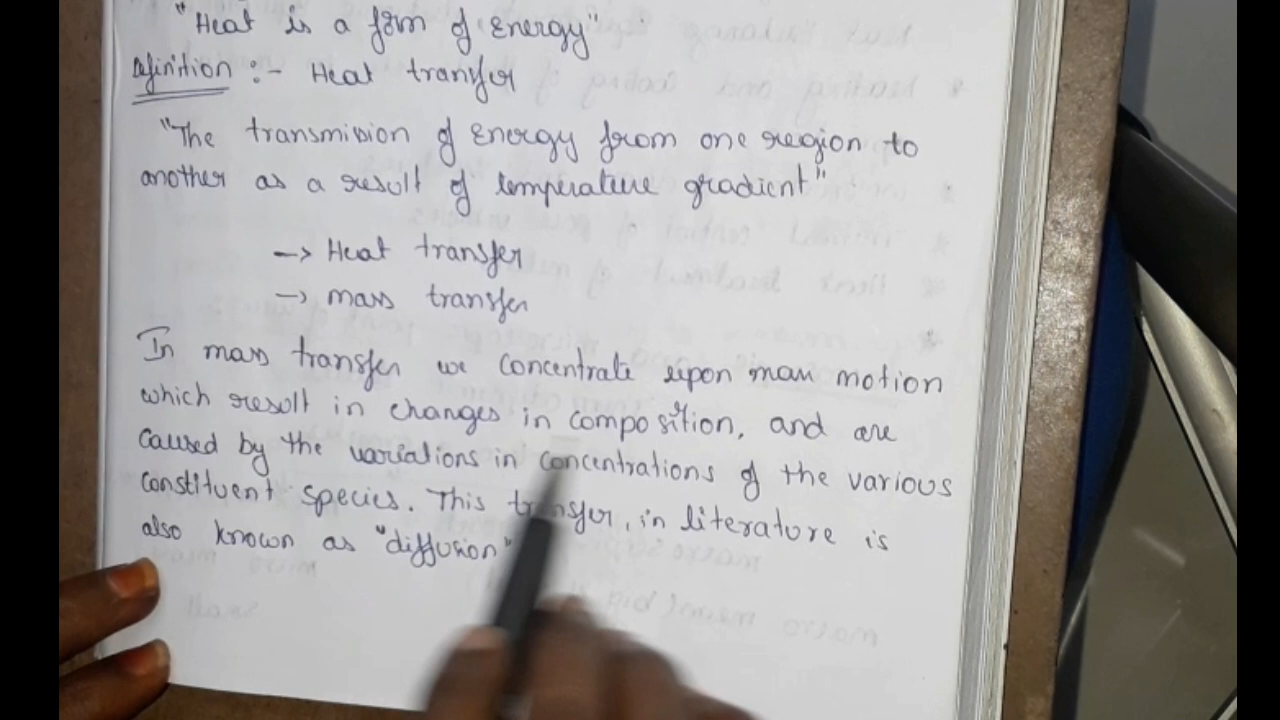 "Heat is a form of energy"
Definition :- Heat transfer
"The transmision of Energy from one region to
another as a result of temperature gradient"
-> Heat transfer
-> mass transfer
In mass transfer we concentrate upon mass motion
which result in changes in composition, and are
caused by the variations in concentrations of the various
constituent species. This transfer, in literature is
also known as "diffusion"